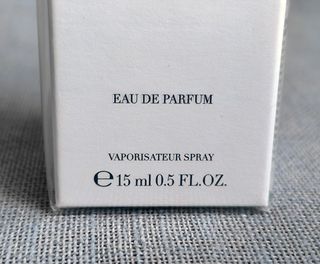 EAU DE PARFUM
VAPORISATEUR SPRAY
℮ 15 ml 0.5 FL.OZ.